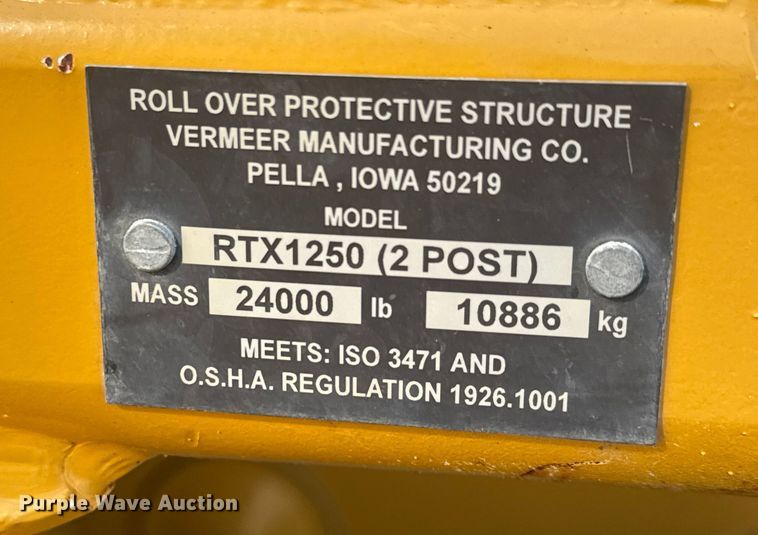 ROLL OVER PROTECTIVE STRUCTURE
VERMEER MANUFACTURING CO.
PELLA , IOWA 50219
MODEL
RTX1250 (2 POST)
MASS 24000 lb 10886 kg
MEETS: ISO 3471 AND
O.S.H.A. REGULATION 1926.1001
Purple Wave Auction